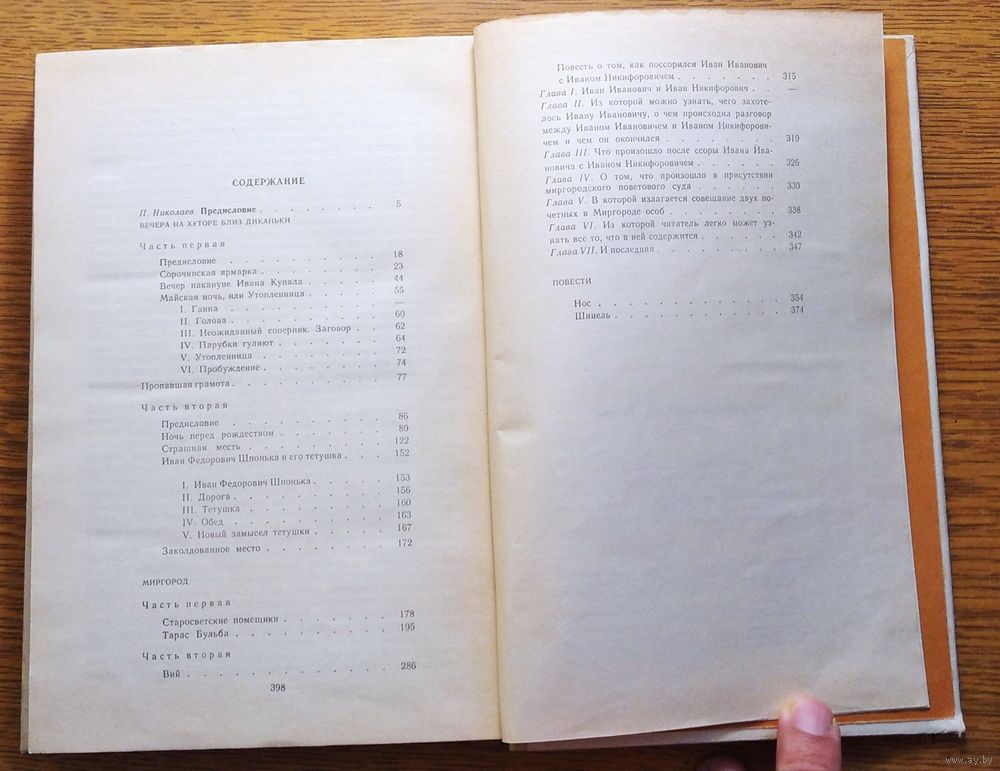 СОДЕРЖАНИЕ
П. Николаев. Предисловие . . . . . . . . 5
ВЕЧЕРА НА ХУТОРЕ БЛИЗ ДИКАНЬКИ
Часть первая
Предисловие . . . . . . . . . 18
Сорочинская ярмарка . . . . . . . . 23
Вечер накануне Ивана Купала . . . . . . 44
Майская ночь, или Утопленница . . . . . . 55
I. Ганна . . . . . . . . . —
II. Голова . . . . . . . . . 60
III. Неожиданный соперник. Заговор . . . 62
IV. Парубки гуляют . . . . . . 64
V. Утопленница . . . . . . . 72
VI. Пробуждение . . . . . . . 74
Пропавшая грамота . . . . . . . . . 77
Часть вторая
Предисловие . . . . . . . . . 86
Ночь перед рождеством . . . . . . . 89
Страшная месть . . . . . . . . 122
Иван Федорович Шпонька и его тетушка . . . . 152
I. Иван Федорович Шпонька . . . . . 153
II. Дорога . . . . . . . . 156
III. Тетушка . . . . . . . . 160
IV. Обед . . . . . . . . . 163
V. Новый замысел тетушки . . . . . 167
Заколдованное место . . . . . . . 172
МИРГОРОД
Часть первая
Старосветские помещики . . . . . . . 178
Тарас Бульба . . . . . . . . . 195
Часть вторая
Вий . . . . . . . . . . . 286
398
Повесть о том, как поссорился Иван Иванович
с Иваном Никифоровичем . . . . . . . 315
Глава I. Иван Иванович и Иван Никифорович . . —
Глава II. Из которой можно узнать, чего захоте-
лось Ивану Ивановичу, о чем происходил разговор
между Иваном Ивановичем и Иваном Никифорови-
чем и чем он окончился . . . . . . . 319
Глава III. Что произошло после ссоры Ивана Ива-
новича с Иваном Никифоровичем . . . . . 326
Глава IV. О том, что произошло в присутствии
миргородского поветового суда . . . . . 330
Глава V. В которой излагается совещание двух по-
четных в Миргороде особ . . . . . . . 338
Глава VI. Из которой читатель легко может уз-
нать все то, что в ней содержится . . . . . 342
Глава VII. И последняя . . . . . . . 347
ПОВЕСТИ
Нос . . . . . . . . . . . 354
Шинель . . . . . . . . . . 374
www.ay.by